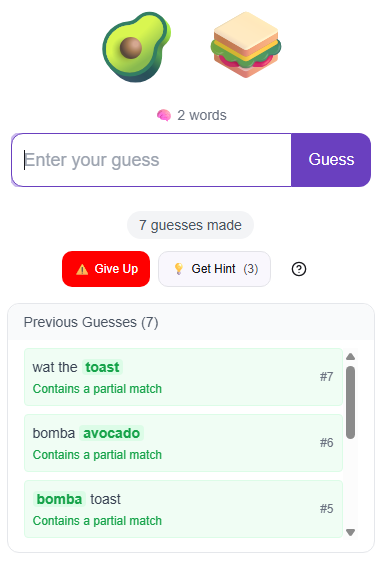 2 words
Enter your guess
Guess
7 guesses made
Give Up
Get Hint (3)
?
Previous Guesses (7)
wat the toast
Contains a partial match
#7
bomba avocado
Contains a partial match
#6
bomba toast
Contains a partial match
#5